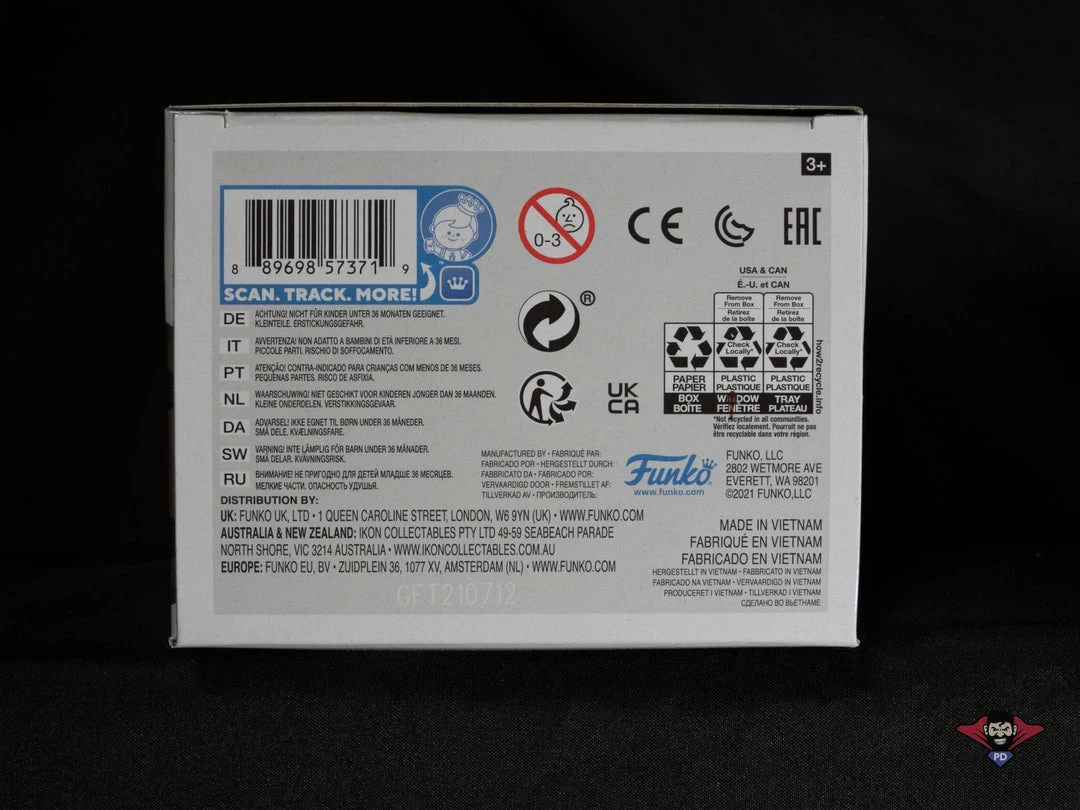 3+
8 89698 57371 9
SCAN. TRACK. MORE!
™
0-3
CE
EAC
®
UK
CA
USA & CAN
É.-U. et CAN
Remove From Box
Retirez de la boîte
Remove From Box
Retirez de la boîte
Check Locally*
Check Locally*
PAPER
PAPIER
PLASTIC
PLASTIQUE
PLASTIC
PLASTIQUE
BOX
BOÎTE
WINDOW
FENÊTRE
TRAY
PLATEAU
how2recycle.info
*Not recycled in all communities.
Vérifiez localement. Pourrait ne pas
être recyclable dans votre région.
DE ACHTUNG! NICHT FÜR KINDER UNTER 36 MONATEN GEEIGNET.
KLEINTEILE. ERSTICKUNGSGEFAHR.
IT AVVERTENZA! NON ADATTO A BAMBINI DI ETÀ INFERIORE A 36 MESI.
PICCOLE PARTI. RISCHIO DI SOFFOCAMENTO.
PT ATENÇÃO! CONTRA-INDICADO PARA CRIANÇAS COM MENOS DE 36 MESES.
PEQUENAS PARTES. RISCO DE ASFIXIA.
NL WAARSCHUWING! NIET GESCHIKT VOOR KINDEREN JONGER DAN 36 MAANDEN.
KLEINE ONDERDELEN. VERSTIKKINGSGEVAAR.
DA ADVARSEL! IKKE EGNET TIL BØRN UNDER 36 MÅNEDER.
SMÅ DELE. KVÆLNINGSFARE.
SW VARNING! INTE LÄMPLIG FÖR BARN UNDER 36 MÅNADER.
SMÅ DELAR. KVÄVNINGSRISK.
RU ВНИМАНИЕ! НЕ ПРИГОДНО ДЛЯ ДЕТЕЙ МЛАДШЕ 36 МЕСЯЦЕВ.
МЕЛКИЕ ЧАСТИ. ОПАСНОСТЬ УДУШЬЯ.
MANUFACTURED BY • FABRIQUÉ PAR:
FABRICADO POR • HERGESTELLT DURCH:
FABBRICATO DA • FABRICADO POR:
VERVAARDIGD DOOR • FREMSTILLET AF:
TILLVERKAD AV • ПРОИЗВОДИТЕЛЬ:
Funko
www.funko.com
FUNKO, LLC
2802 WETMORE AVE
EVERETT, WA 98201
©2021 FUNKO,LLC
DISTRIBUTION BY:
UK: FUNKO UK, LTD • 1 QUEEN CAROLINE STREET, LONDON, W6 9YN (UK) • WWW.FUNKO.COM
AUSTRALIA & NEW ZEALAND: IKON COLLECTABLES PTY LTD 49-59 SEABEACH PARADE
NORTH SHORE, VIC 3214 AUSTRALIA • WWW.IKONCOLLECTABLES.COM.AU
EUROPE: FUNKO EU, BV • ZUIDPLEIN 36, 1077 XV, AMSTERDAM (NL) • WWW.FUNKO.COM
MADE IN VIETNAM
FABRIQUÉ EN VIETNAM
FABRICADO EN VIETNAM
HERGESTELLT IN VIETNAM • FABBRICATO IN VIETNAM
FABRICADO NA VIETNAM • VERVAARDIGD IN VIETNAM
PRODUCERET I VIETNAM • TILLVERKAD I VIETNAM
СДЕЛАНО ВО ВЬЕТНАМЕ
GFT210712
PD